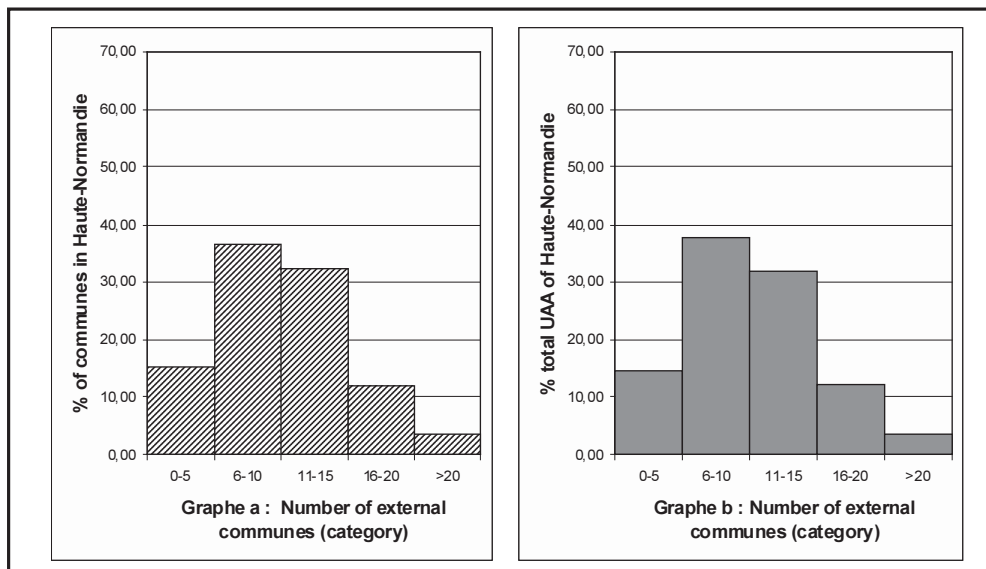 70,00
60,00
50,00
40,00
30,00
20,00
10,00
0,00
% of communes in Haute-Normandie
0-5 6-10 11-15 16-20 >20
Graphe a : Number of external
communes (category)
70,00
60,00
50,00
40,00
30,00
20,00
10,00
0,00
% total UAA of Haute-Normandie
0-5 6-10 11-15 16-20 >20
Graphe b : Number of external
communes (category)